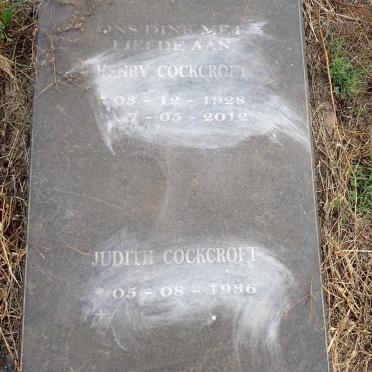 ONS DINK MET
LIEFDE AAN
HENRY COCKCROFT
* 03 - 12 - 1928
07 - 05 - 2012
JUDITH COCKCROFT
* 05 - 08 - 1936
+